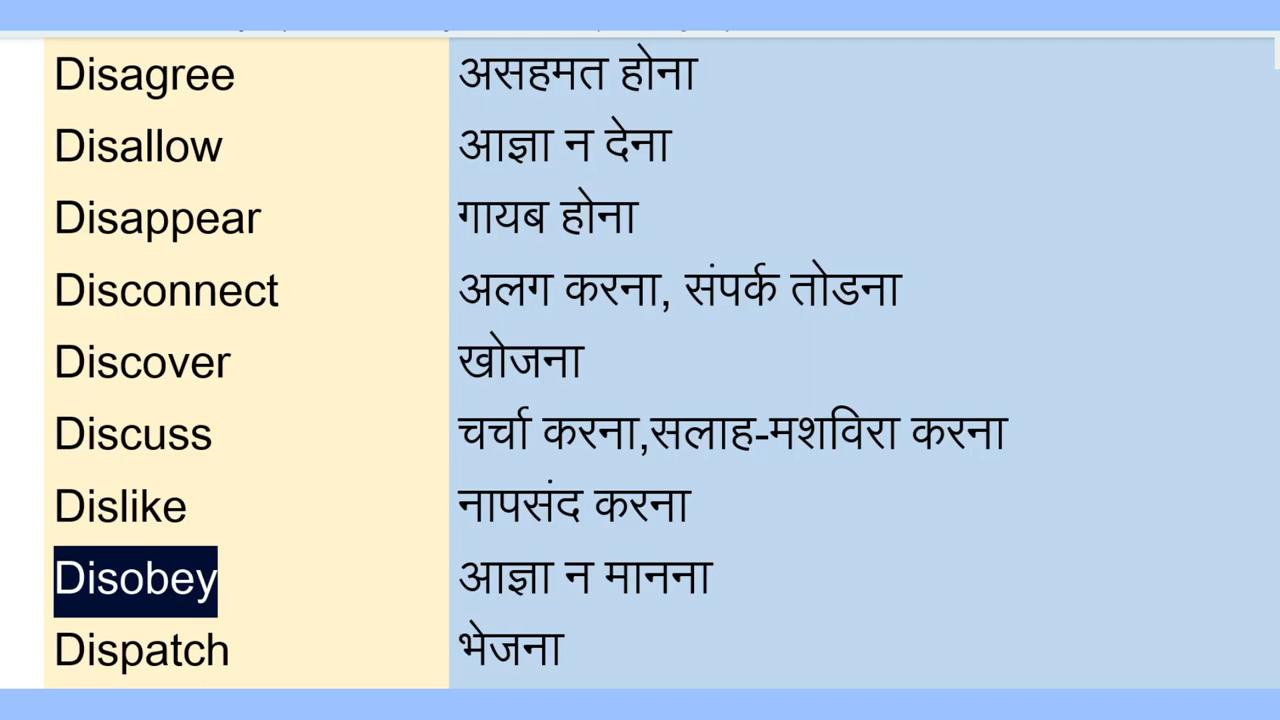 Disagree असहमत होना
Disallow आज्ञा न देना
Disappear गायब होना
Disconnect अलग करना, संपर्क तोडना
Discover खोजना
Discuss चर्चा करना,सलाह-मशविरा करना
Dislike नापसंद करना
Disobey आज्ञा न मानना
Dispatch भेजना